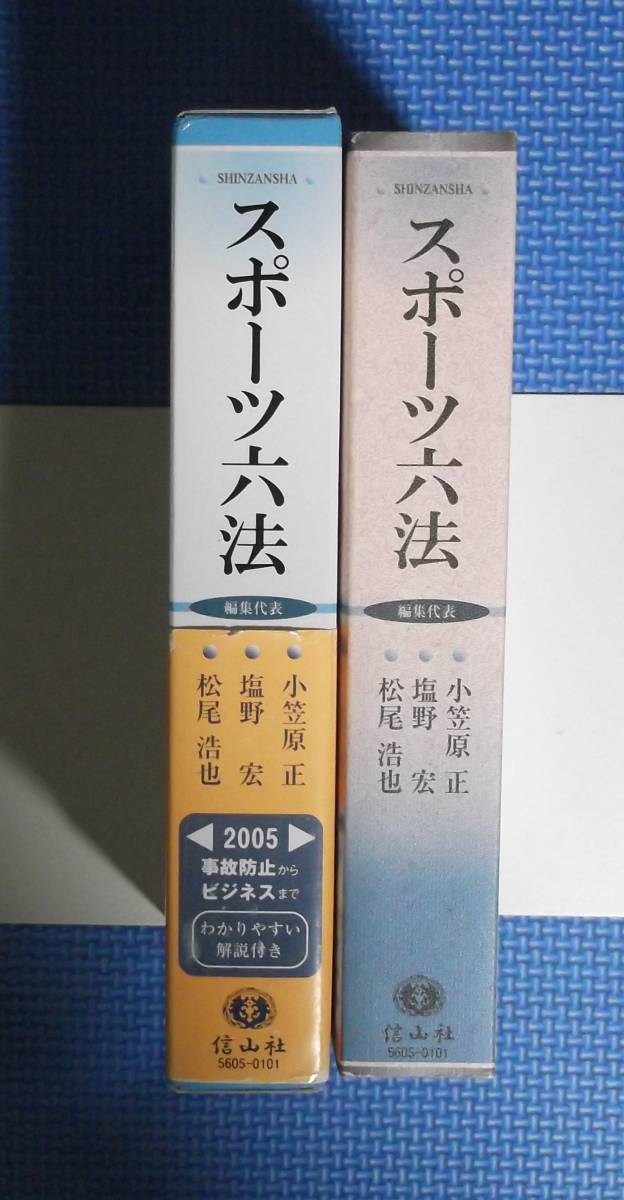 SHINZANSHA
スポーツ六法
編集代表
小笠原 正
塩野 宏
松尾 浩也
◀2005▶
事故防止から
ビジネスまで
わかりやすい
解説付き
信山社
5605-0101
SHINZANSHA
スポーツ六法
編集代表
小笠原 正
塩野 宏
松尾 浩也
信山社
5605-0101